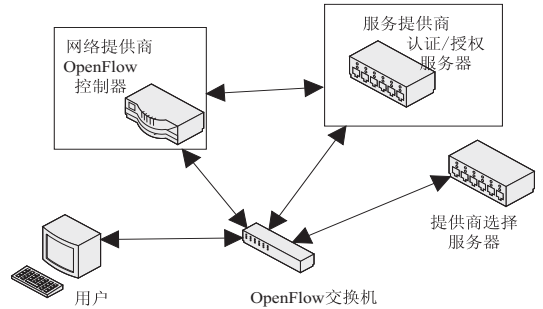 网络提供商
OpenFlow
控制器
服务提供商
认证/授权
服务器
提供商选择
服务器
用户
OpenFlow交换机